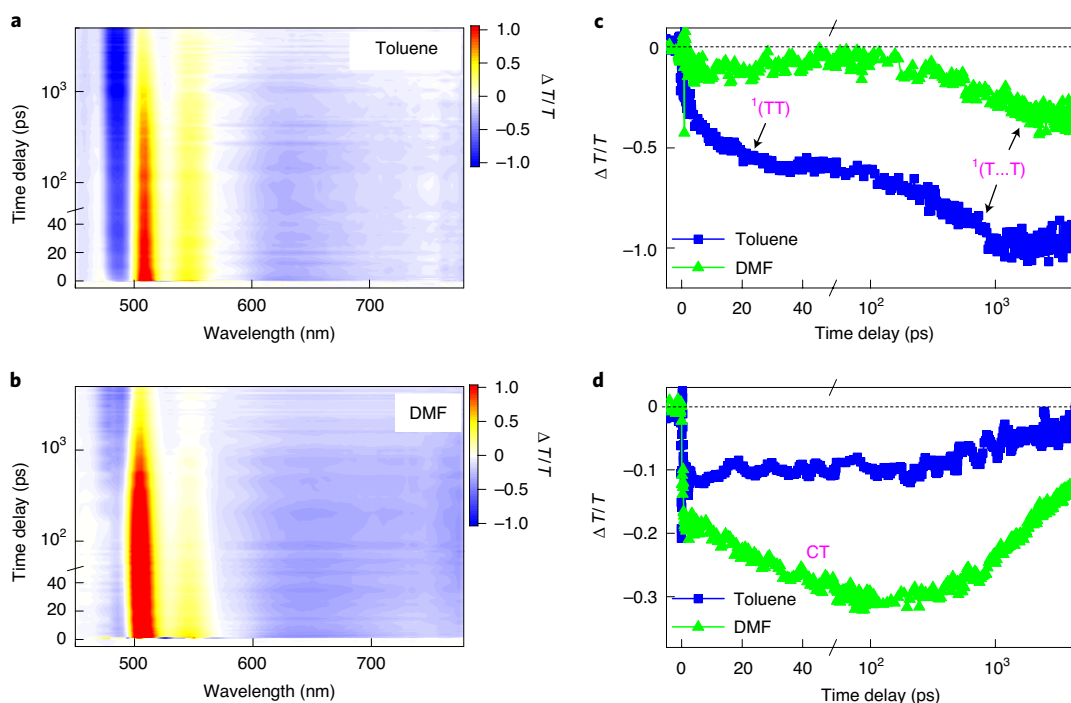 a
Toluene
Time delay (ps)
10³
10²
40
20
0
500
600
700
Wavelength (nm)
1.0
0.5
0
−0.5
−1.0
Δ T/T
b
DMF
Time delay (ps)
10³
10²
40
20
0
500
600
700
Wavelength (nm)
1.0
0.5
0
−0.5
−1.0
Δ T/T
c
0
−0.5
−1.0
Δ T/T
¹(TT)
¹(T...T)
Toluene
DMF
0
20
40
10²
10³
Time delay (ps)
d
0
−0.1
−0.2
−0.3
Δ T/T
CT
Toluene
DMF
0
20
40
10²
10³
Time delay (ps)